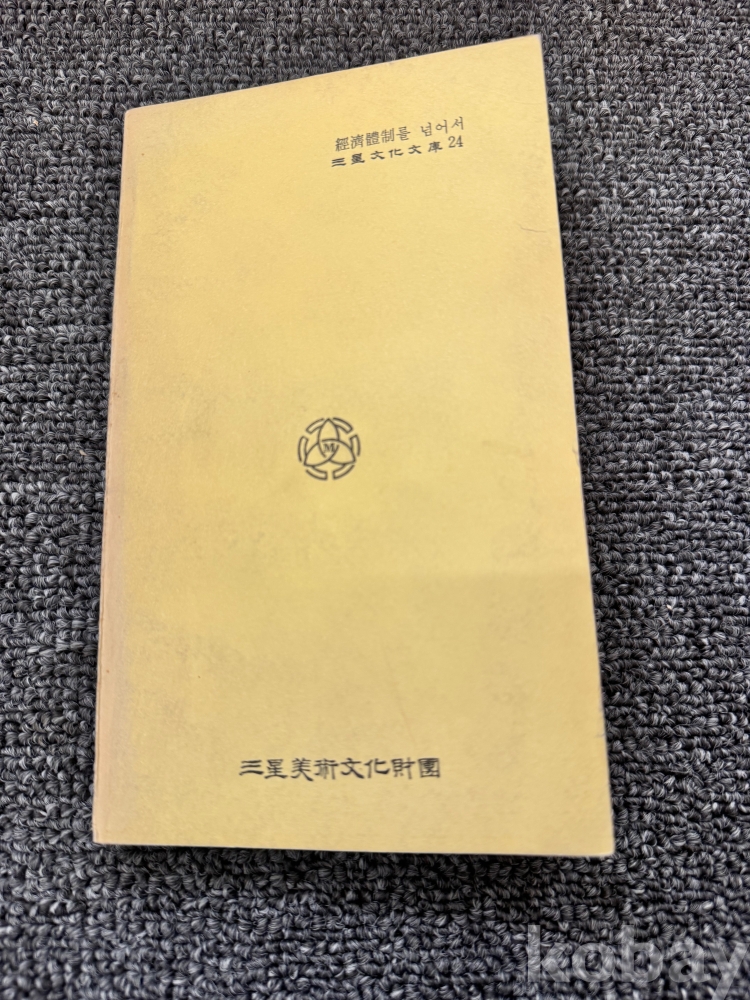 經濟體制를 넘어서
三星文化文庫 24
M
三星美術文化財團
kobay